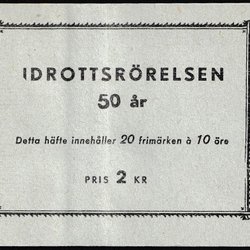 IDROTTSRÖRELSEN
50 år
Detta häfte innehåller 20 frimärken à 10 öre
PRIS 2 KR